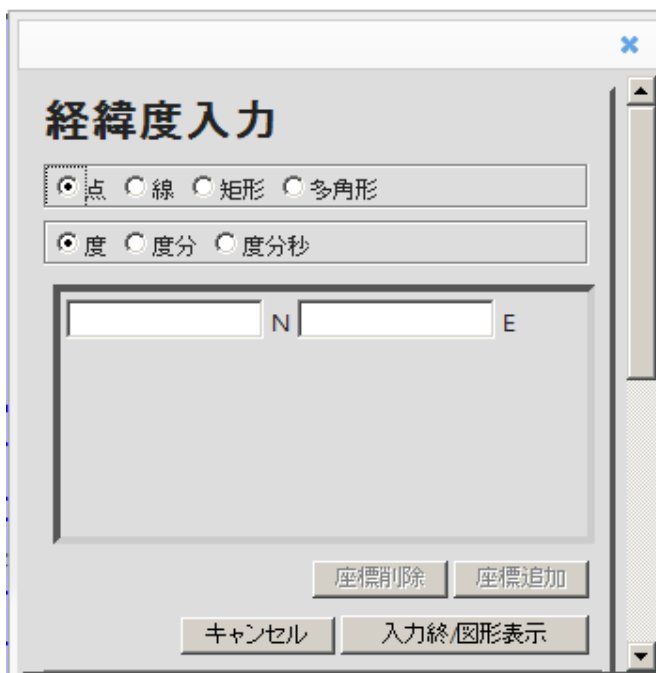 経緯度入力
点 線 矩形 多角形
度 度分 度分秒
N E
座標削除 座標追加
キャンセル 入力終/図形表示